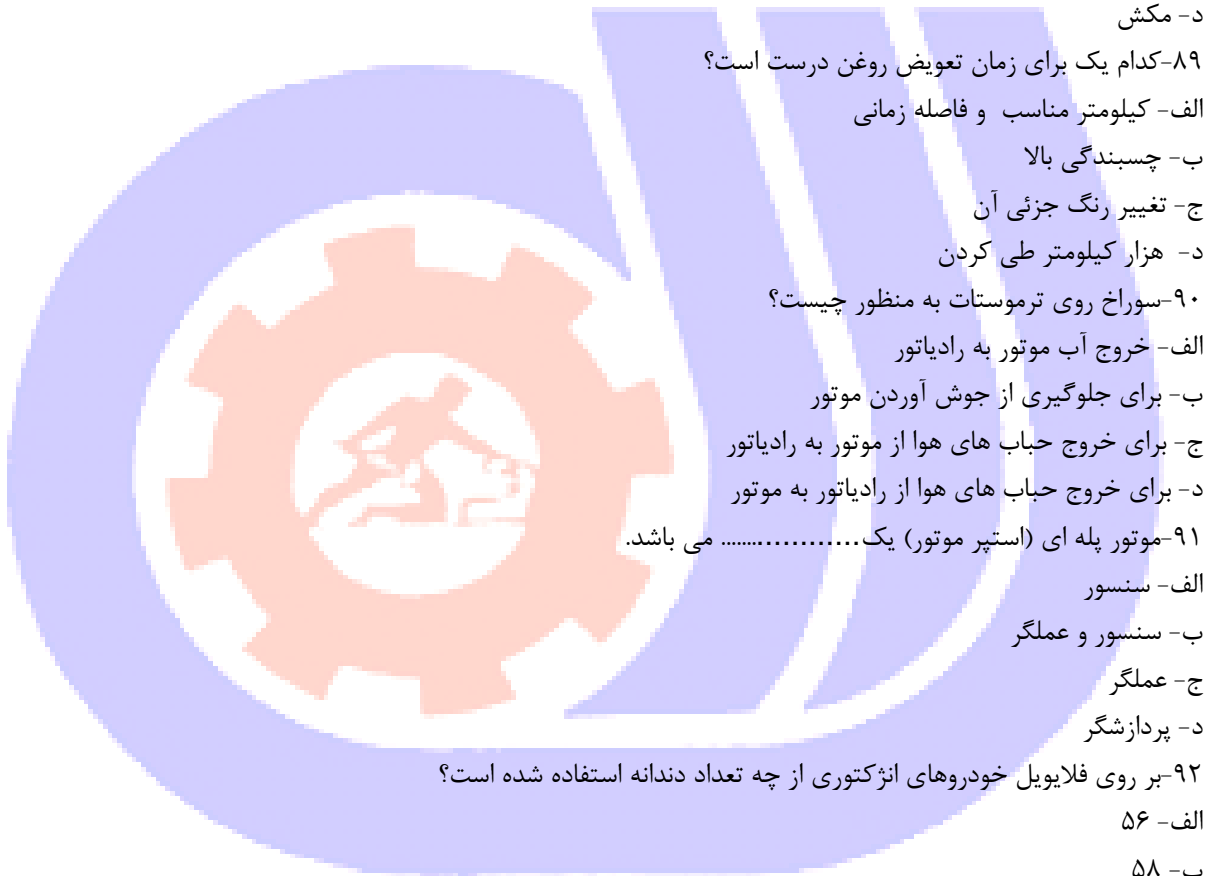 د- مکش
۸۹-کدام یک برای زمان تعویض روغن درست است؟
الف- کیلومتر مناسب و فاصله زمانی
ب- چسبندگی بالا
ج- تغییر رنگ جزئی آن
د- هزار کیلومتر طی کردن
۹۰-سوراخ روی ترموستات به منظور چیست؟
الف- خروج آب موتور به رادیاتور
ب- برای جلوگیری از جوش آوردن موتور
ج- برای خروج حباب های هوا از موتور به رادیاتور
د- برای خروج حباب های هوا از رادیاتور به موتور
۹۱-موتور پله ای (استپر موتور) یک.................... می باشد.
الف- سنسور
ب- سنسور و عملگر
ج- عملگر
د- پردازشگر
۹۲-بر روی فلایویل خودروهای انژکتوری از چه تعداد دندانه استفاده شده است؟
الف- ۵۶
ب- ۵۸